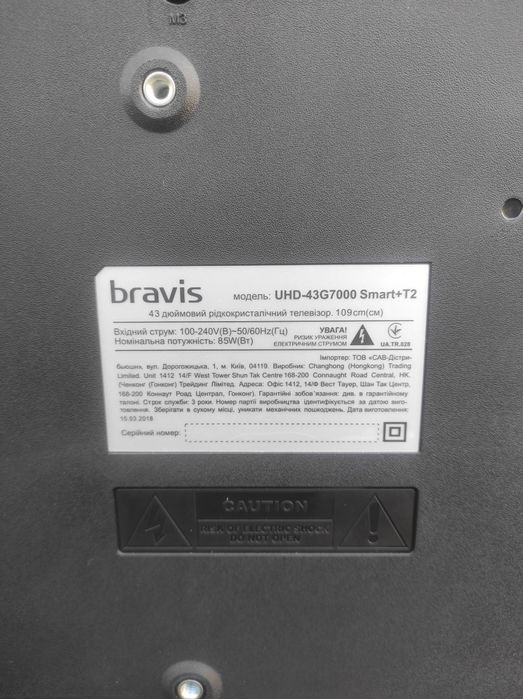 M3
bravis модель: UHD-43G7000 Smart+T2
43 дюймовий рідкокристалічний телевізор. 109cm(см)
Вхідний струм: 100-240V(В)~50/60Hz(Гц)
Номінальна потужність: 85W(Вт)
УВАГА!
РИЗИК УРАЖЕННЯ
ЕЛЕКТРИЧНИМ СТРУМОМ
UA.TR.028
Імпортер: ТОВ «САВ-Дістри-
бьюшн», вул. Дорогожицька, 1, м. Київ, 04119. Виробник: Changhong (Hongkong) Trading
Limited. Unit 1412 14/F West Tower Shun Tak Centre 168-200 Connaught Road Central, HK.
(Ченконг (Гонконг) Трейдінг Лімітед. Адреса: Офіс 1412, 14/Ф Вест Тауер, Шан Так Центр,
168-200 Коннаут Роад Централ, Гонконг). Гарантійні зобов'язання: див. в гарантійному
талоні. Строк служби: 3 роки. Номер партії виробництва ідентифікується за датою виго-
товлення. Зберігати в сухому місці, уникати механічних пошкоджень. Дата виготовлення:
15.03.2018
Серійний номер:
CAUTION
RISK OF ELECTRIC SHOCK
DO NOT OPEN